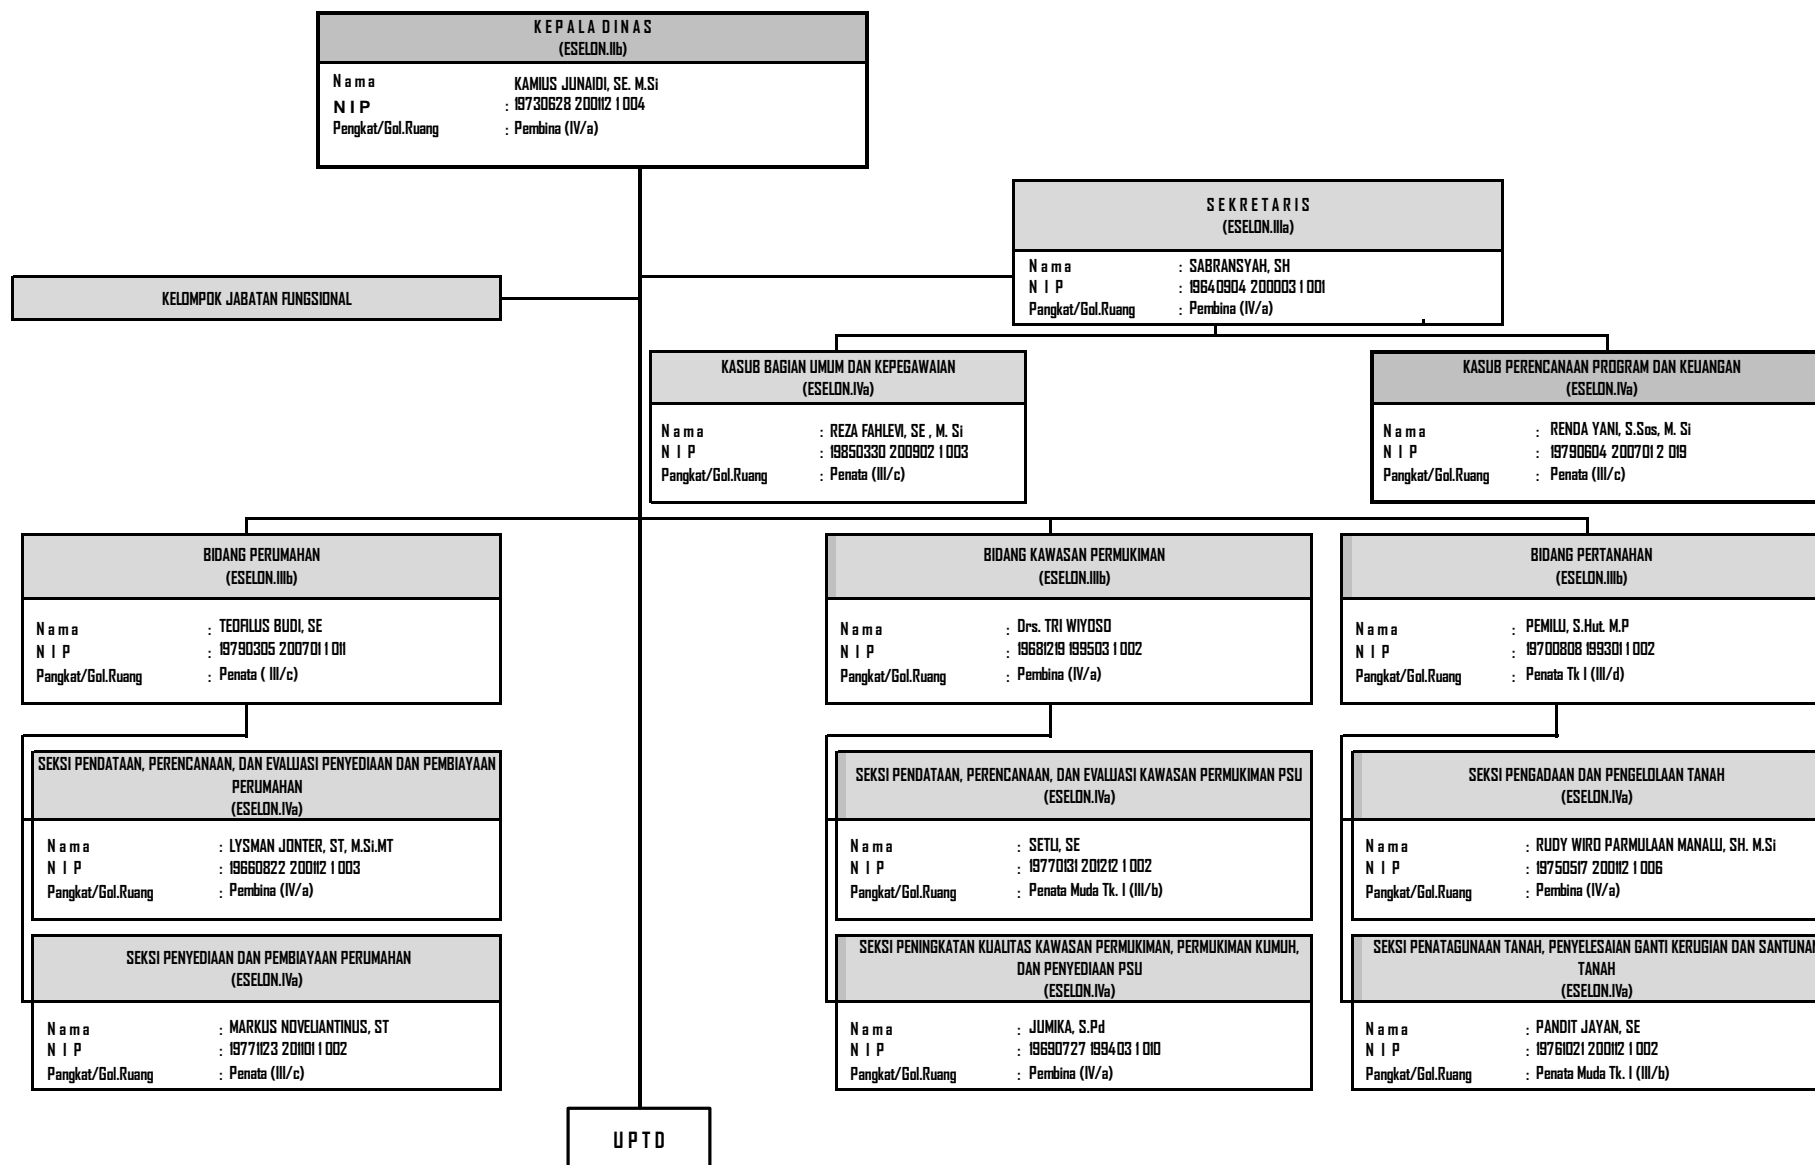 K E P A L A D I N A S
(ESELON.IIb)
N a m a KAMIUS JUNAIDI, SE. M.Si
N I P : 19730628 200112 1 004
Pengkat/Gol.Ruang : Pembina (IV/a)
S E K R E T A R I S
(ESELON.IIIa)
N a m a : SABRANSYAH, SH
N I P : 19640904 200003 1 001
Pangkat/Gol.Ruang : Pembina (IV/a)
KELOMPOK JABATAN FUNGSIONAL
KASUB BAGIAN UMUM DAN KEPEGAWAIAN
(ESELON.IVa)
N a m a : REZA FAHLEVI, SE , M. Si
N I P : 19850330 200902 1 003
Pangkat/Gol.Ruang : Penata (III/c)
KASUB PERENCANAAN PROGRAM DAN KEUANGAN
(ESELON.IVa)
N a m a : RENDA YANI, S.Sos, M. Si
N I P : 19790604 200701 2 019
Pangkat/Gol.Ruang : Penata (III/c)
BIDANG PERUMAHAN
(ESELON.IIIb)
N a m a : TEOFILUS BUDI, SE
N I P : 19790305 200701 1 011
Pangkat/Gol.Ruang : Penata ( III/c)
BIDANG KAWASAN PERMUKIMAN
(ESELON.IIIb)
N a m a : Drs. TRI WIYOSO
N I P : 19681219 199503 1 002
Pangkat/Gol.Ruang : Pembina (IV/a)
BIDANG PERTANAHAN
(ESELON.IIIb)
N a m a : PEMILU, S.Hut. M.P
N I P : 19700808 199301 1 002
Pangkat/Gol.Ruang : Penata Tk I (III/d)
SEKSI PENDATAAN, PERENCANAAN, DAN EVALUASI PENYEDIAAN DAN PEMBIAYAAN
PERUMAHAN
(ESELON.IVa)
N a m a : LYSMAN JONTER, ST, M.Si.MT
N I P : 19660822 200112 1 003
Pangkat/Gol.Ruang : Pembina (IV/a)
SEKSI PENDATAAN, PERENCANAAN, DAN EVALUASI KAWASAN PERMUKIMAN PSU
(ESELON.IVa)
N a m a : SETLI, SE
N I P : 19770131 201212 1 002
Pangkat/Gol.Ruang : Penata Muda Tk. I (III/b)
SEKSI PENGADAAN DAN PENGELOLAAN TANAH
(ESELON.IVa)
N a m a : RUDY WIRO PARMULAAN MANALU, SH. M.Si
N I P : 19750517 200112 1 006
Pangkat/Gol.Ruang : Pembina (IV/a)
SEKSI PENYEDIAAN DAN PEMBIAYAAN PERUMAHAN
(ESELON.IVa)
N a m a : MARKUS NOVELIANTINUS, ST
N I P : 19771123 201101 1 002
Pangkat/Gol.Ruang : Penata (III/c)
SEKSI PENINGKATAN KUALITAS KAWASAN PERMUKIMAN, PERMUKIMAN KUMUH,
DAN PENYEDIAAN PSU
(ESELON.IVa)
N a m a : JUMIKA, S.Pd
N I P : 19690727 199403 1 010
Pangkat/Gol.Ruang : Pembina (IV/a)
SEKSI PENATAGUNAAN TANAH, PENYELESAIAN GANTI KERUGIAN DAN SANTUNAN
TANAH
(ESELON.IVa)
N a m a : PANDIT JAYAN, SE
N I P : 19761021 200112 1 002
Pangkat/Gol.Ruang : Penata Muda Tk. I (III/b)
U P T D